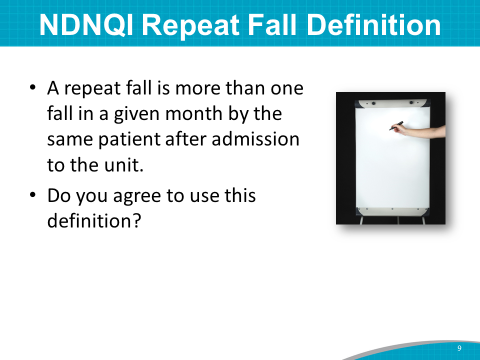 NDNQI Repeat Fall Definition
• A repeat fall is more than one
fall in a given month by the
same patient after admission
to the unit.
• Do you agree to use this
definition?
9